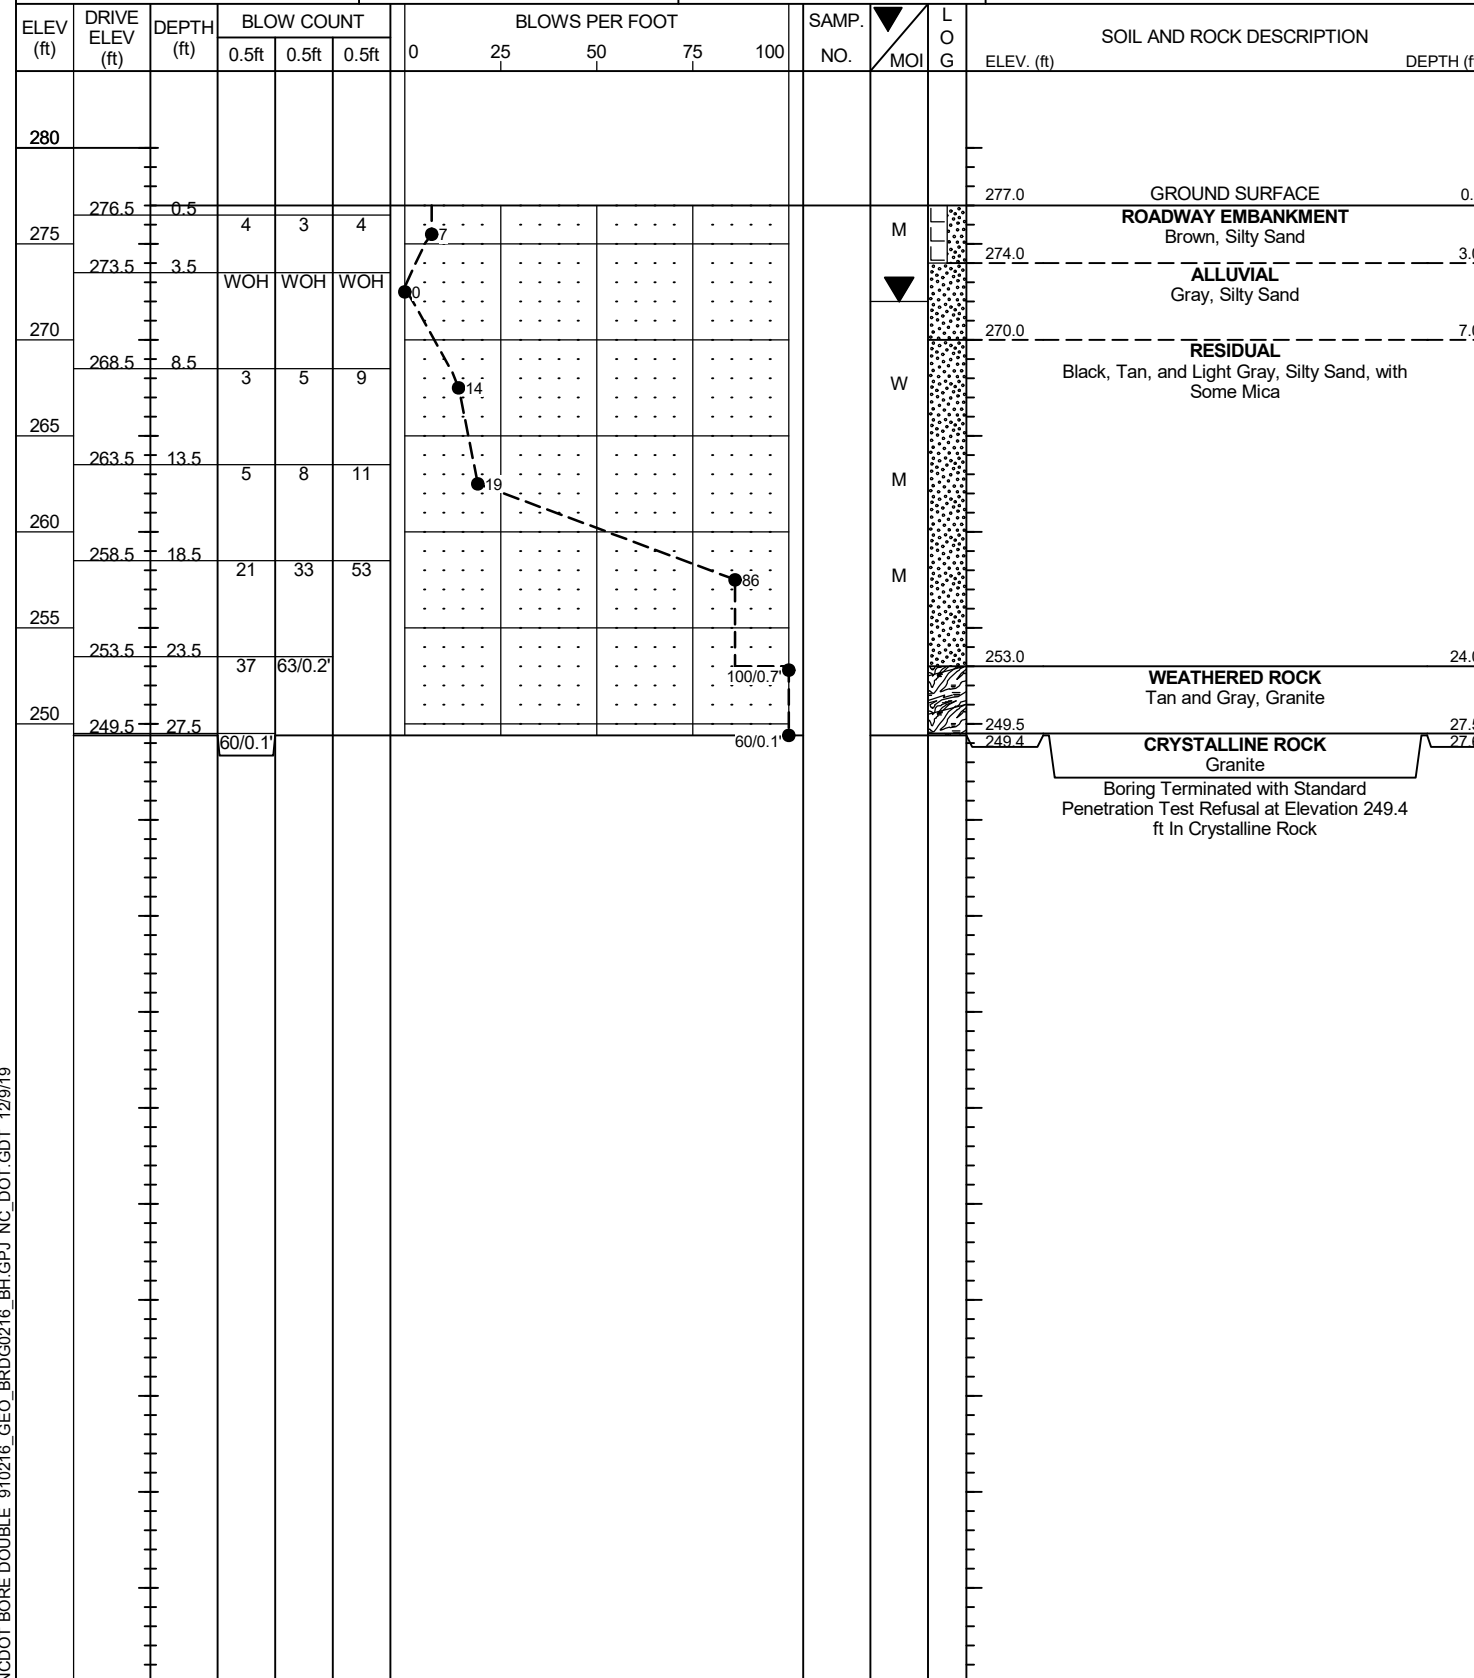 ELEV (ft) DRIVE ELEV (ft) DEPTH (ft) BLOW COUNT BLOWS PER FOOT SAMP. NO. MOI L O G SOIL AND ROCK DESCRIPTION
0.5ft 0.5ft 0.5ft 0 25 50 75 100 ELEV. (ft) DEPTH
280
277.0 GROUND SURFACE
276.5 0.5 4 3 4 7 M ROADWAY EMBANKMENT
275 Brown, Silty Sand
274.0
273.5 3.5 WOH WOH WOH 0 ALLUVIAL
Gray, Silty Sand
270 270.0
RESIDUAL
268.5 8.5 3 5 9 14 W Black, Tan, and Light Gray, Silty Sand, with
Some Mica
265
263.5 13.5 5 8 11 19 M
260
258.5 18.5 21 33 53 86 M
255
253.5 23.5 37 63/0.2' 100/0.7' 253.0
WEATHERED ROCK
Tan and Gray, Granite
250
249.5 27.5 60/0.1' 60/0.1' 249.5
249.4 CRYSTALLINE ROCK
Granite
Boring Terminated with Standard
Penetration Test Refusal at Elevation 249.4
ft In Crystalline Rock
NCDOT BORE DOUBLE 910216_GEO_BRDG0216_BH.GPJ NC_DOT.GDT 12/9/19